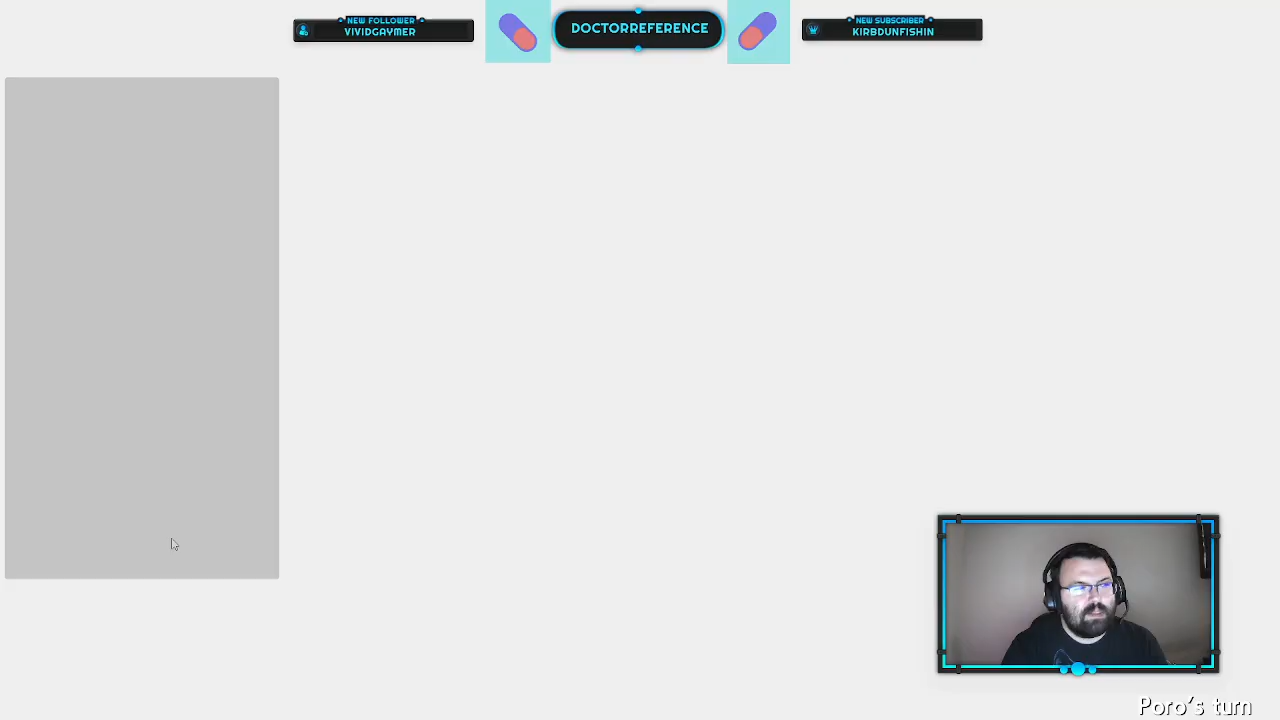 NEW FOLLOWER
VIVIDGAYMER
DOCTORREFERENCE
NEW SUBSCRIBER
KIRBDUNFISHIN
Poro's turn